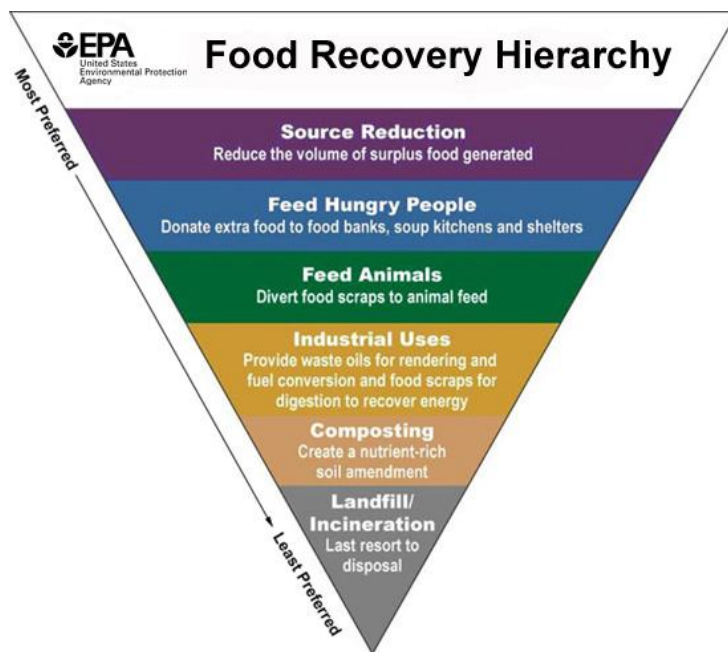 EPA
United States
Environmental Protection
Agency
Food Recovery Hierarchy
Most Preferred
Source Reduction
Reduce the volume of surplus food generated
Feed Hungry People
Donate extra food to food banks, soup kitchens and shelters
Feed Animals
Divert food scraps to animal feed
Industrial Uses
Provide waste oils for rendering and
fuel conversion and food scraps for
digestion to recover energy
Composting
Create a nutrient-rich
soil amendment
Landfill/
Incineration
Last resort to
disposal
Least Preferred